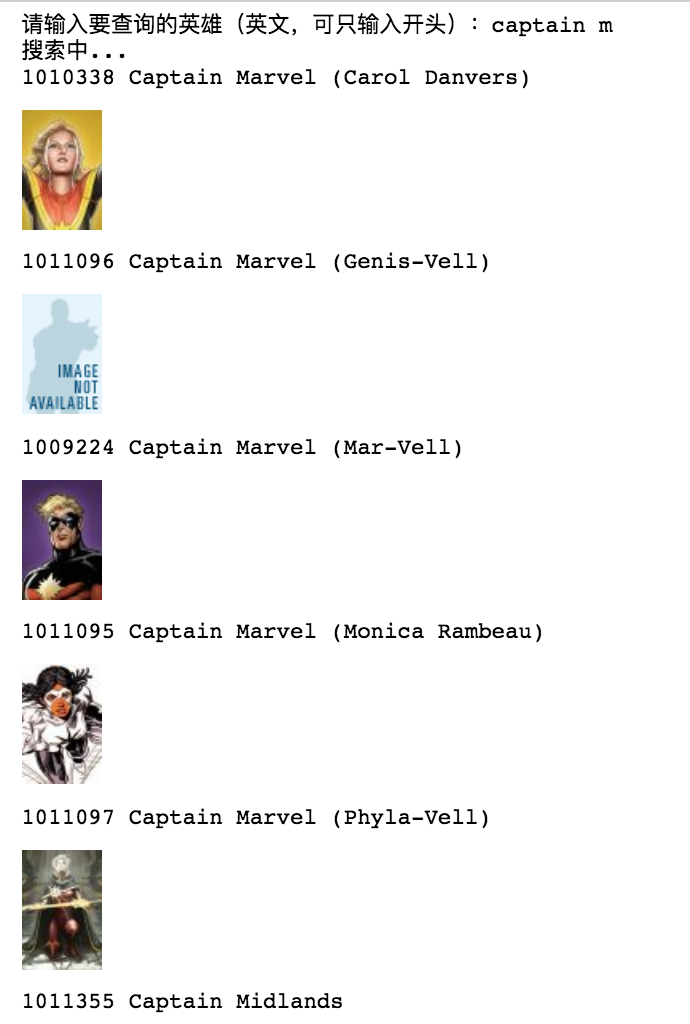 请输入要查询的英雄（英文，可只输入开头）：captain m
搜索中...
1010338 Captain Marvel (Carol Danvers)
1011096 Captain Marvel (Genis-Vell)
IMAGE
NOT
AVAILABLE
1009224 Captain Marvel (Mar-Vell)
1011095 Captain Marvel (Monica Rambeau)
1011097 Captain Marvel (Phyla-Vell)
1011355 Captain Midlands